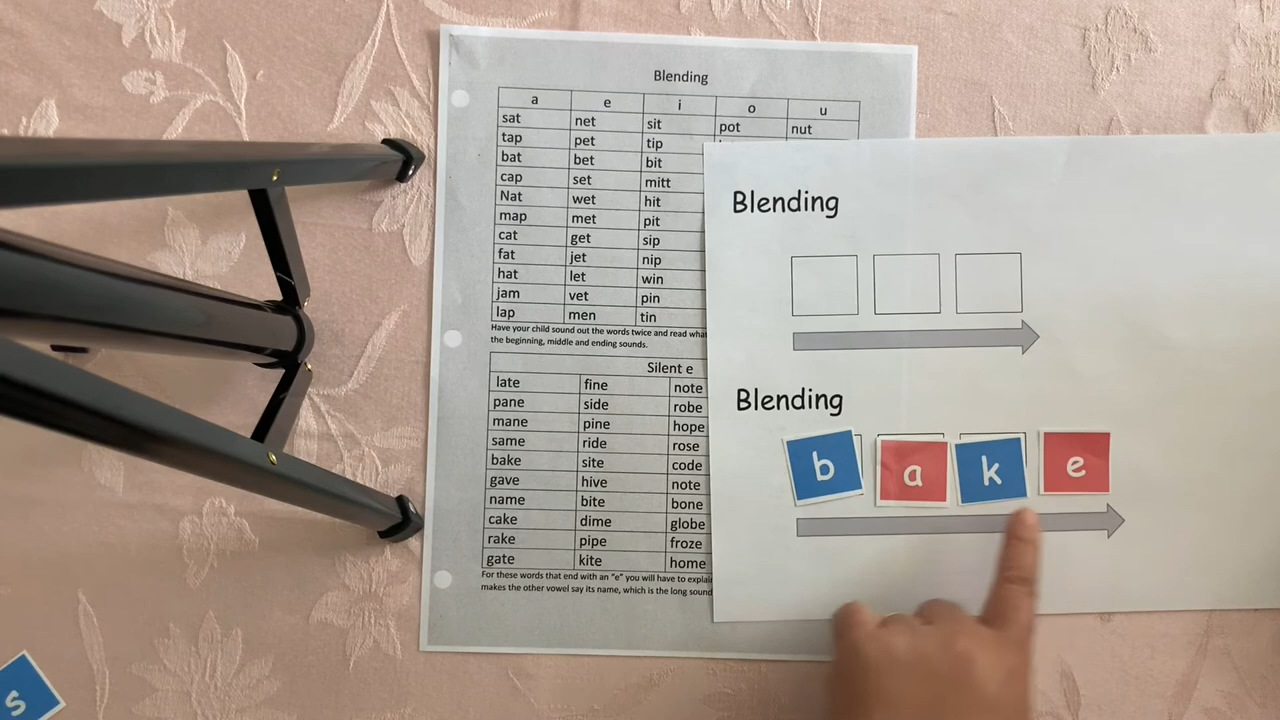 Blending
a e i o u
sat net sit pot nut
tap pet tip
bat bet bit
cap set mitt
Nat wet hit
map met pit
cat get sip
fat jet nip
hat let win
jam vet pin
lap men tin
Have your child sound out the words twice and read
the beginning, middle and ending sounds.
Silent e
late fine note
pane side robe
mane pine hope
same ride rose
bake site code
gave hive note
name bite bone
cake dime globe
rake pipe froze
gate kite home
For these words that end with an "e" you will have to
makes the other vowel say its name, which is the long sound
Blending
Blending
b a k e
s